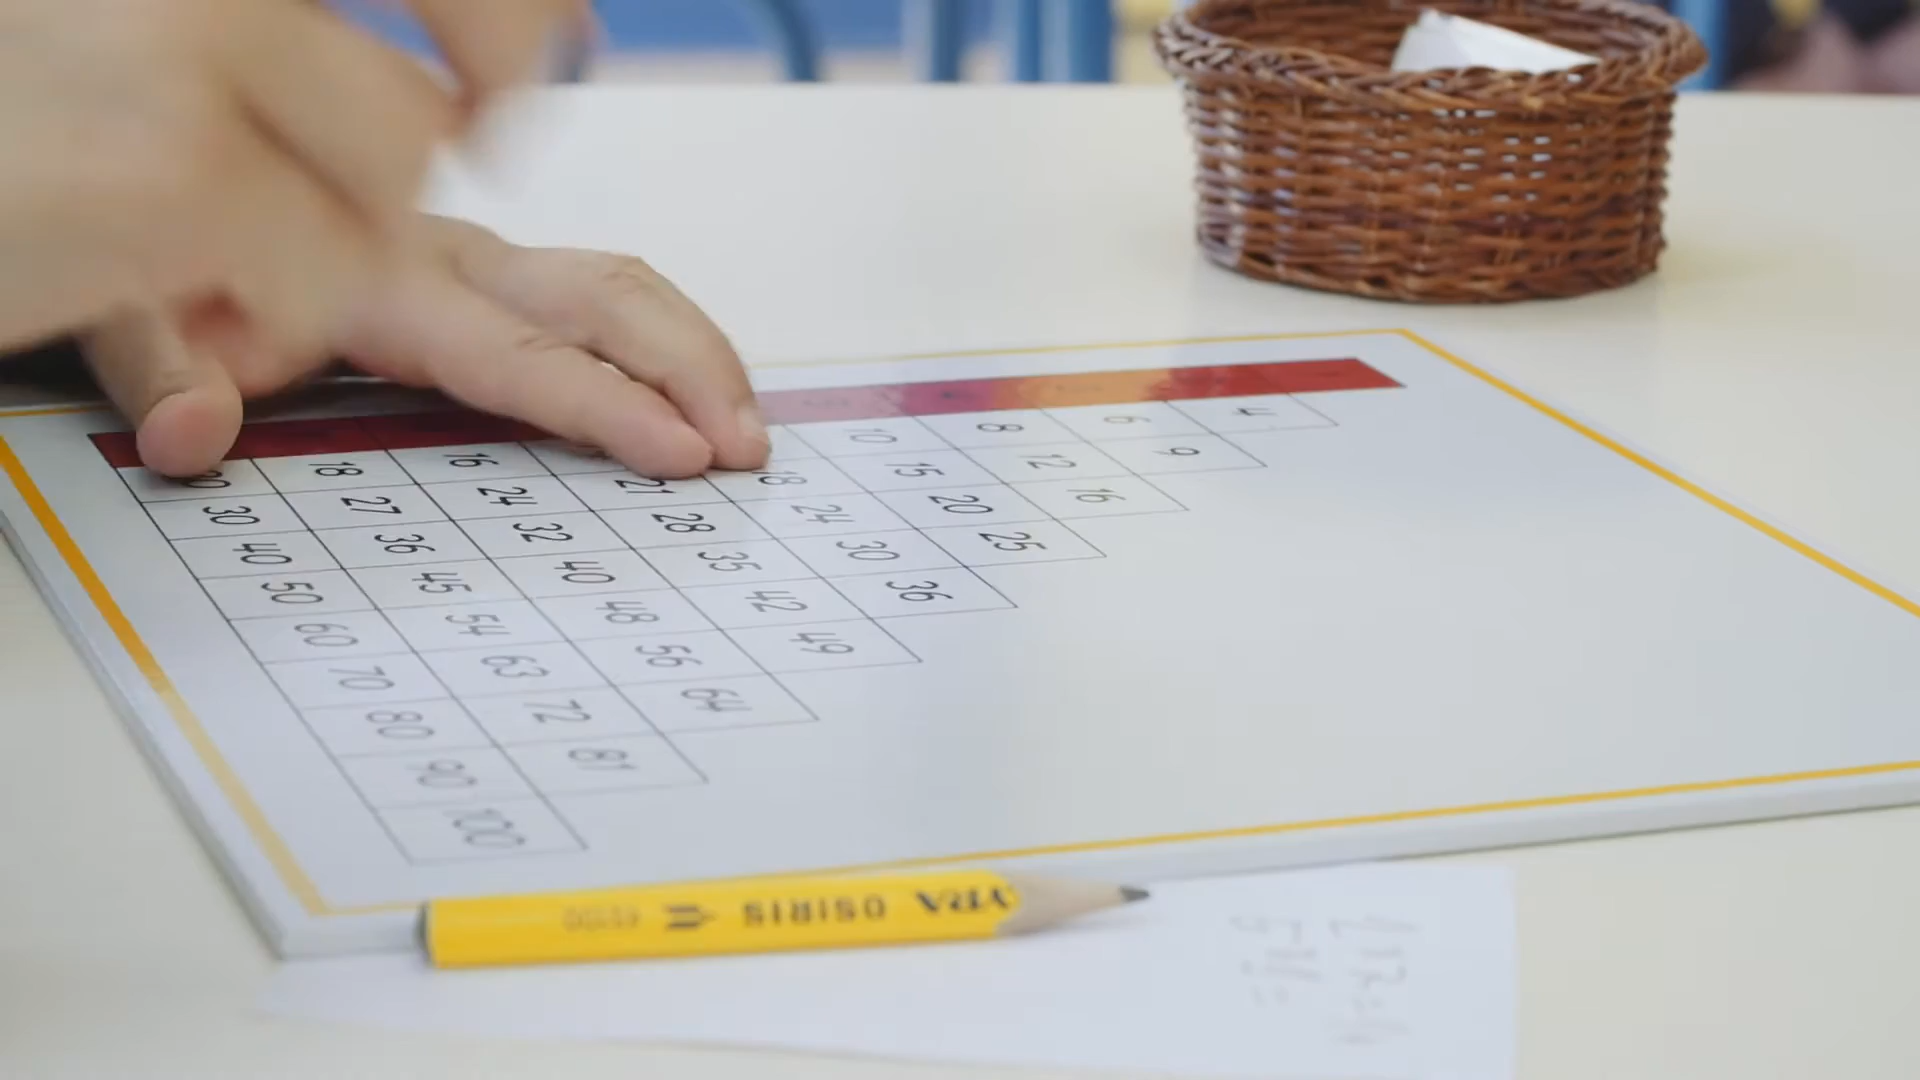 4
6 9
8 12 16
10 15 20 25
18 24 30 36
21 28 35 42 49
16 24 32 40 48 56 64
18 27 36 45 54 63 72 81
30 40 50 60 70 80 90 100
OSIRIS